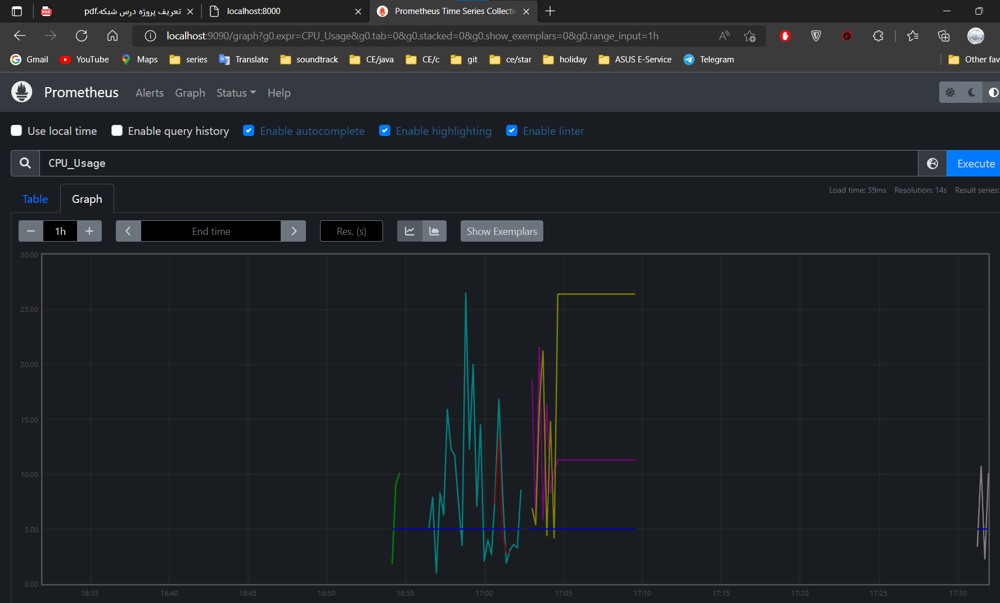 تعریف پروژه درس شبکه.pdf
localhost:8000
Prometheus Time Series Collecti
localhost:9090/graph?g0.expr=CPU_Usage&g0.tab=0&g0.stacked=0&g0.show_exemplars=0&g0.range_input=1h
Gmail YouTube Maps series Translate soundtrack CE/java CE/c git ce/star holiday ASUS E-Service Telegram Other fav
Prometheus Alerts Graph Status Help
Use local time Enable query history Enable autocomplete Enable highlighting Enable linter
CPU_Usage Execute
Load time: 39ms Resolution: 14s Result series:
Table Graph
1h End time Res. (s) Show Exemplars
30.00
25.00
20.00
15.00
10.00
5.00
0.00
16:35 16:40 16:45 16:50 16:55 17:00 17:05 17:10 17:15 17:20 17:25 17:30